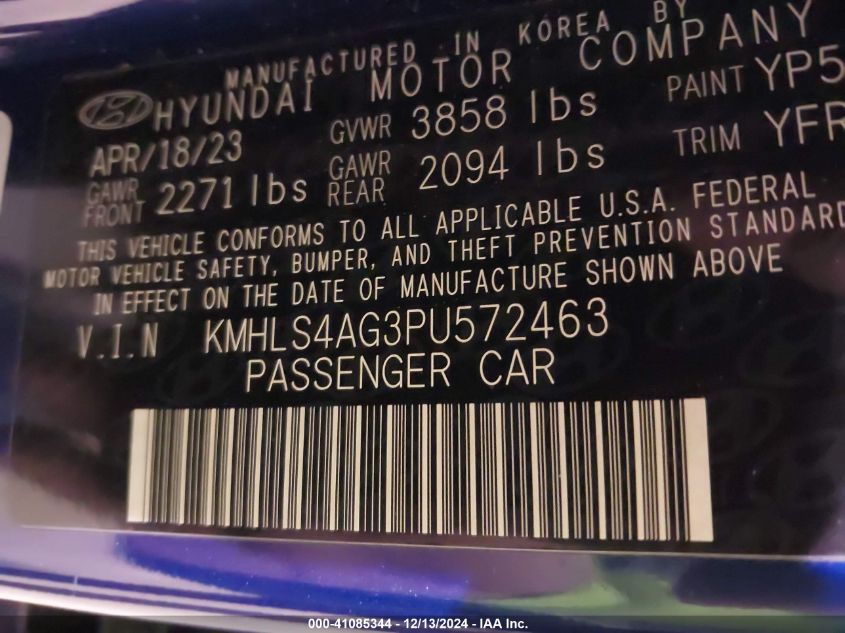 MANUFACTURED IN KOREA BY
HYUNDAI MOTOR COMPANY
APR/18/23 GVWR 3858 lbs PAINT YP5
GAWR FRONT 2271 lbs GAWR REAR 2094 lbs TRIM YFR
THIS VEHICLE CONFORMS TO ALL APPLICABLE U.S.A. FEDERAL
MOTOR VEHICLE SAFETY, BUMPER, AND THEFT PREVENTION STANDARD
IN EFFECT ON THE DATE OF MANUFACTURE SHOWN ABOVE
V.I.N KMHLS4AG3PU572463
PASSENGER CAR
000-41085344 - 12/13/2024 - IAA Inc.